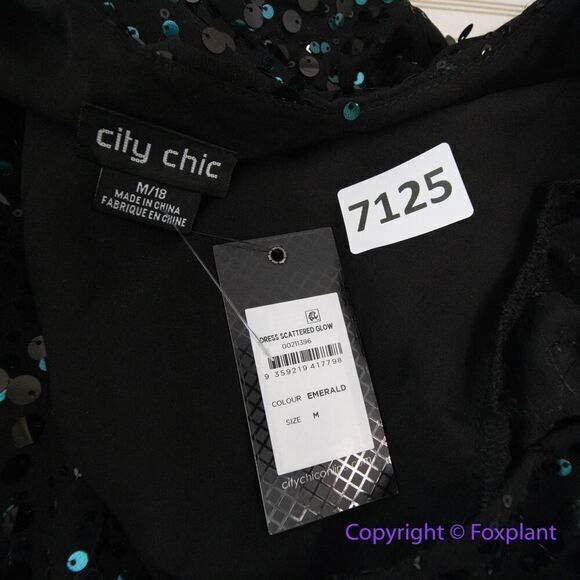 city chic
M/18
MADE IN CHINA
FABRIQUE EN CHINE
7125
DRESS SCATTERED GLOW
00211396
9 359219 417798
COLOUR EMERALD
SIZE M
citychiconline.com
Copyright © Foxplant